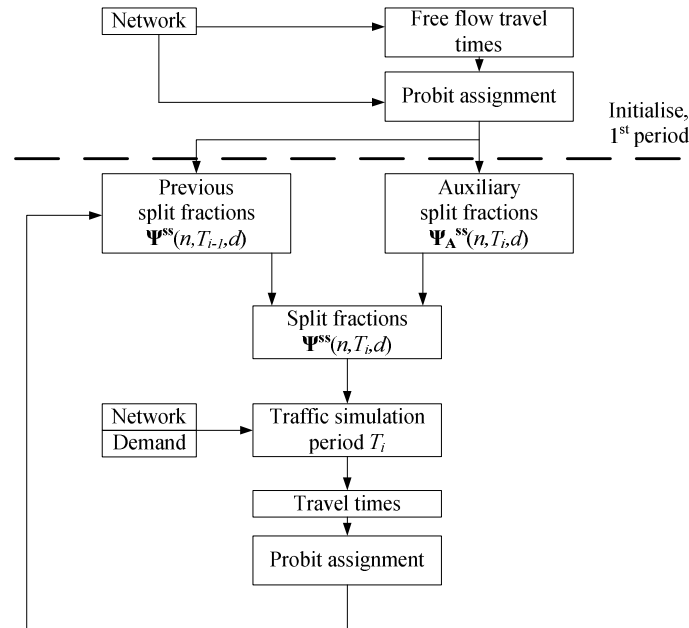 Network
Free flow travel
times
Probit assignment
Initialise,
1st period
Previous
split fractions
Ψss(n,Ti-1,d)
Auxiliary
split fractions
ΨAss(n,Ti,d)
Split fractions
Ψss(n,Ti,d)
Network
Demand
Traffic simulation
period Ti
Travel times
Probit assignment